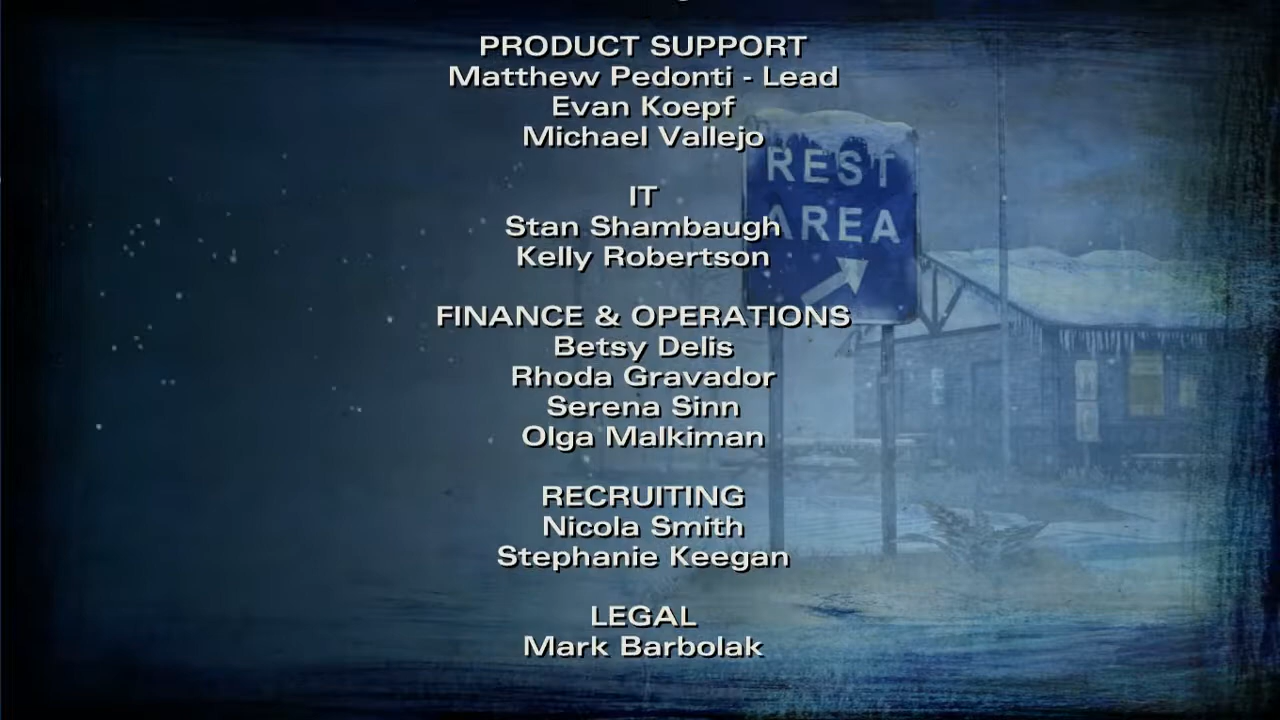 PRODUCT SUPPORT
Matthew Pedonti - Lead
Evan Koepf
Michael Vallejo
REST
AREA
IT
Stan Shambaugh
Kelly Robertson
FINANCE & OPERATIONS
Betsy Delis
Rhoda Gravador
Serena Sinn
Olga Malkiman
RECRUITING
Nicola Smith
Stephanie Keegan
LEGAL
Mark Barbolak